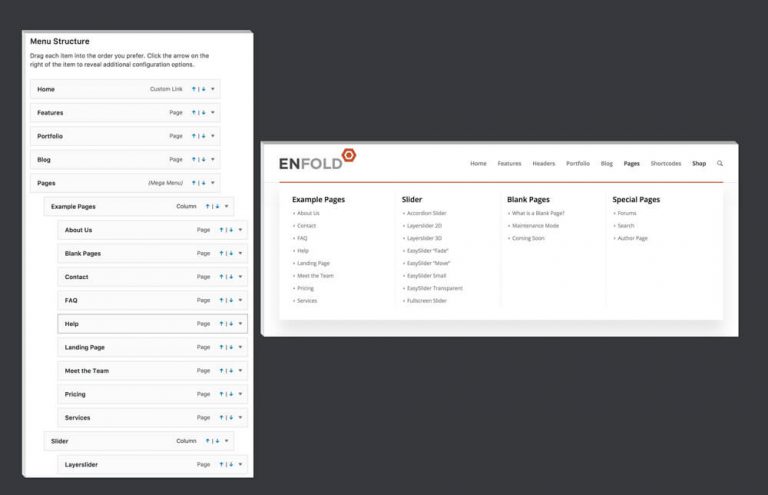 Menu Structure
Drag each item into the order you prefer. Click the arrow on the
right of the item to reveal additional configuration options.
Home Custom Link
Features Page
Portfolio Page
Blog Page
Pages (Mega Menu)
Example Pages Column
About Us Page
Blank Pages Page
Contact Page
FAQ Page
Help Page
Landing Page Page
Meet the Team Page
Pricing Page
Services Page
Slider Column
Layerslider Page
ENFOLD
Home Features Headers Portfolio Blog Pages Shortcodes Shop
Example Pages
About Us
Contact
FAQ
Help
Landing Page
Meet the Team
Pricing
Services
Slider
Accordion Slider
Layerslider 2D
Layerslider 3D
EasySlider "Fade"
EasySlider "Move"
EasySlider Small
EasySlider Transparent
Fullscreen Slider
Blank Pages
What is a Blank Page?
Maintenance Mode
Coming Soon
Special Pages
Forums
Search
Author Page